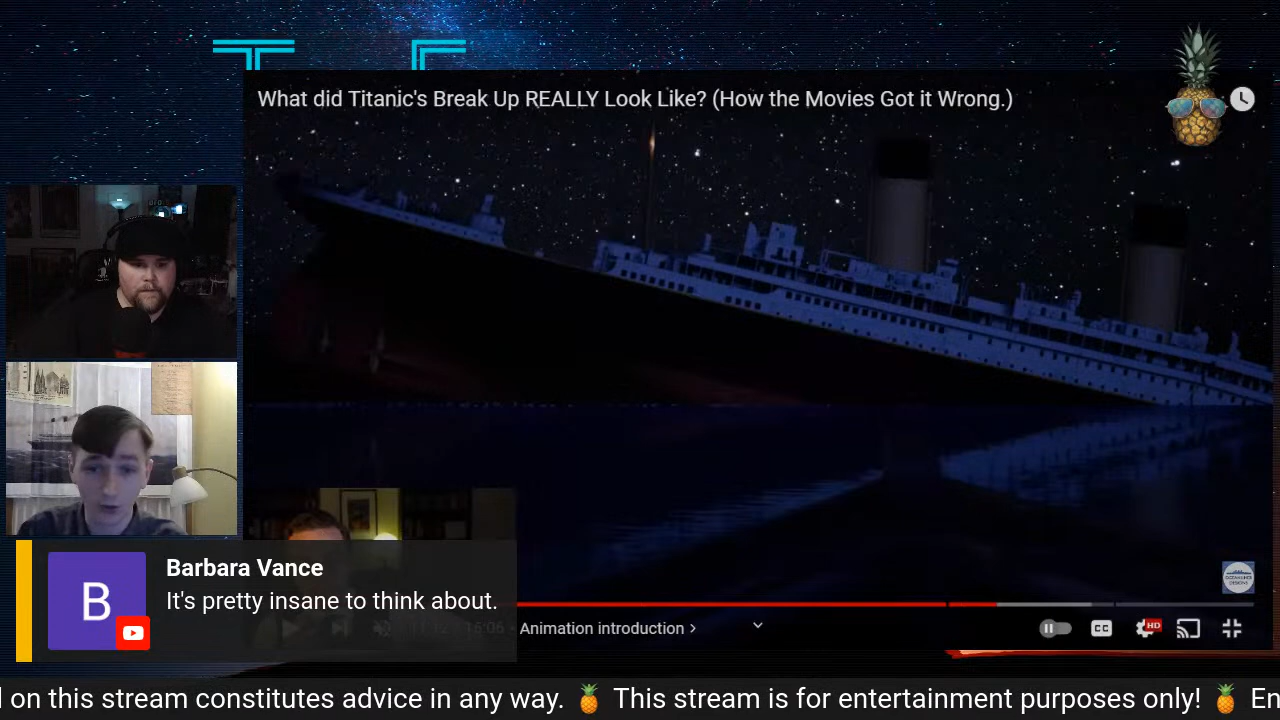 What did Titanic's Break Up REALLY Look Like? (How the Movies Got it Wrong.)
B
Barbara Vance
It's pretty insane to think about.
Animation introduction
CC
HD
on this stream constitutes advice in any way. 🍍 This stream is for entertainment purposes only! 🍍 En